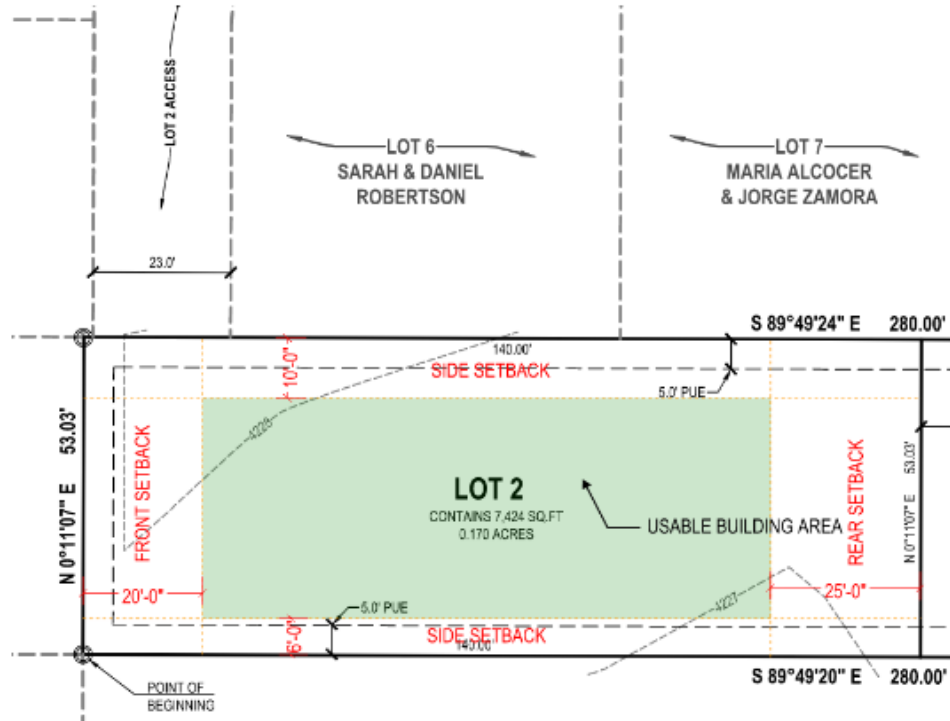 LOT 2 ACCESS
LOT 6
SARAH & DANIEL
ROBERTSON
LOT 7
MARIA ALCOCER
& JORGE ZAMORA
23.0'
S 89°49'24" E 280.00'
140.00'
SIDE SETBACK
10'-0"
5.0' PUE
4228
N 0°11'07" E 53.03'
FRONT SETBACK
LOT 2
CONTAINS 7,424 SQ.FT
0.170 ACRES
USABLE BUILDING AREA
REAR SETBACK
N 0°11'07" E 53.03'
20'-0"
25'-0"
4227
5.0' PUE
6'-0"
SIDE SETBACK
140.00
S 89°49'20" E 280.00'
POINT OF
BEGINNING